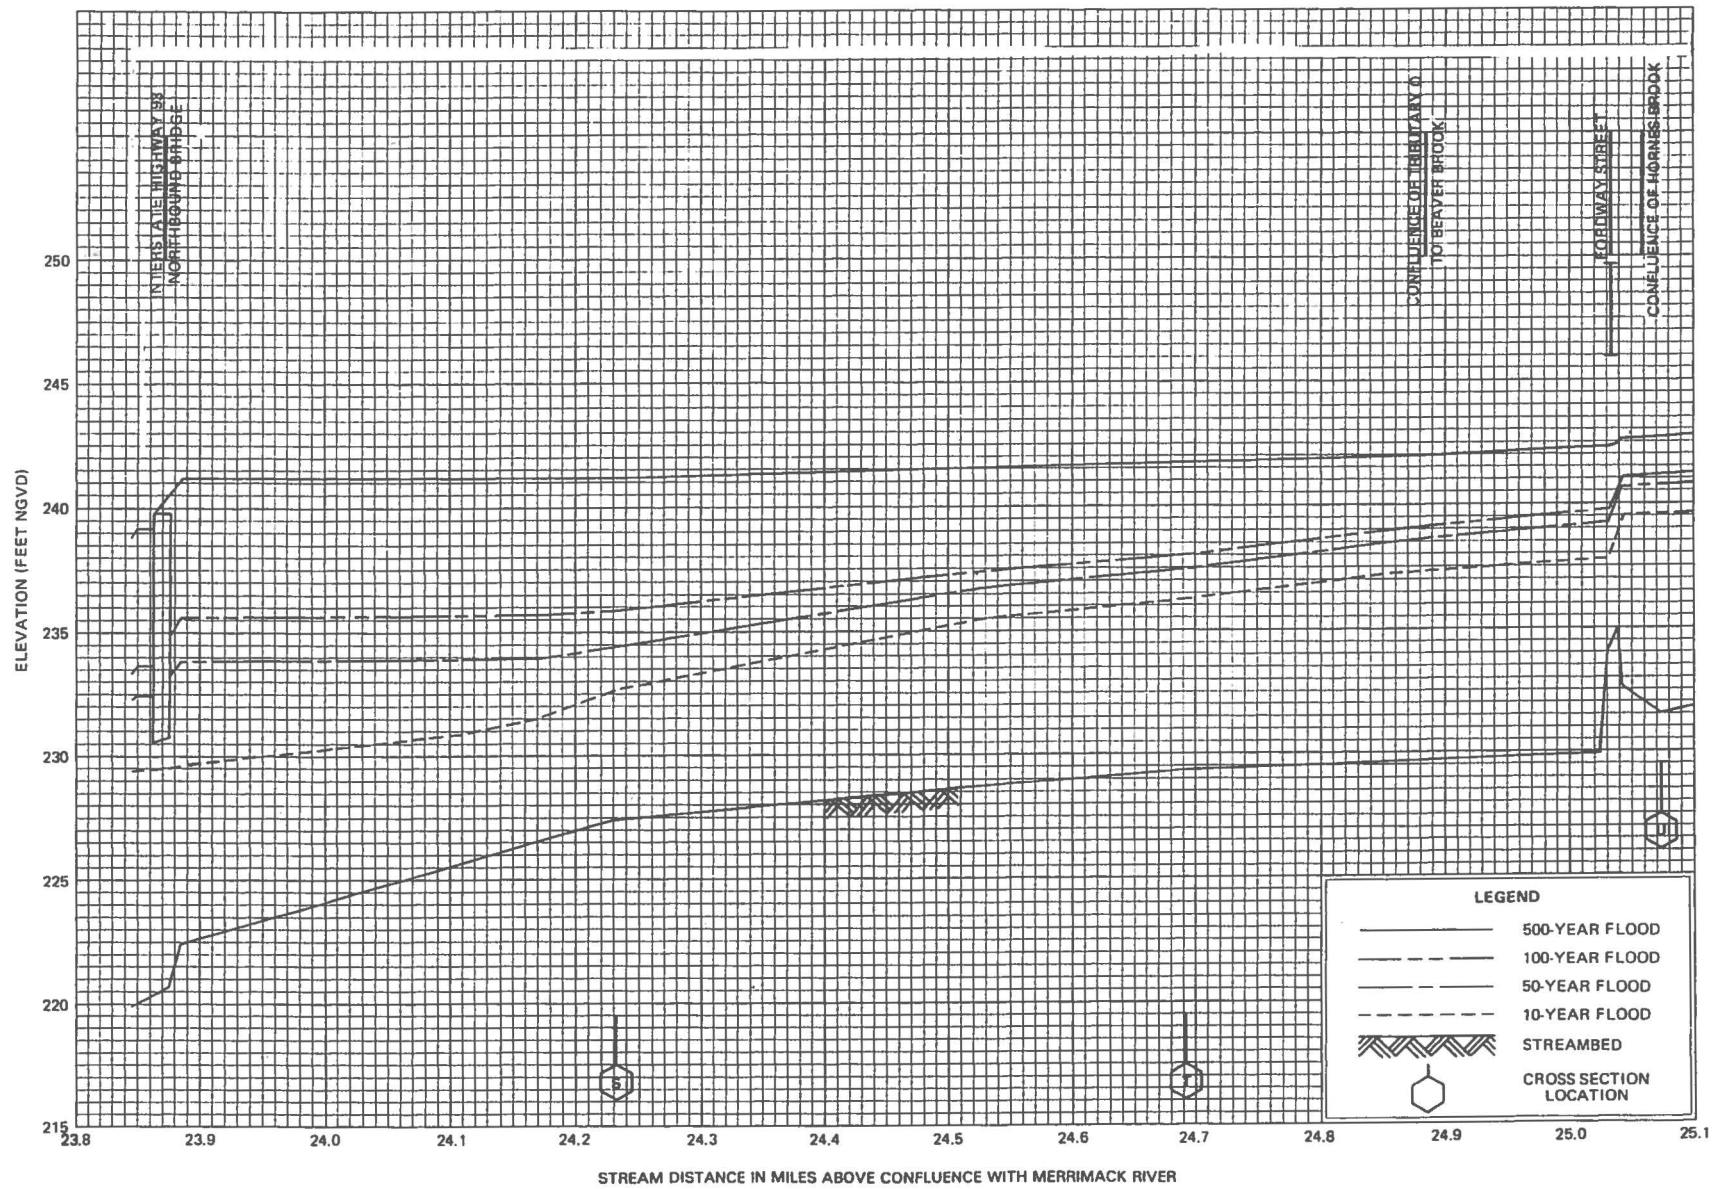 INTERSTATE HIGHWAY 93
NORTHBOUND BRIDGE
CONFLUENCE OF TRIBUTARY O
TO BEAVER BROOK
FORDWAY STREET
CONFLUENCE OF HORNES BROOK
ELEVATION (FEET NGVD)
250
245
240
235
230
225
220
215
S
T
U
LEGEND
500-YEAR FLOOD
100-YEAR FLOOD
50-YEAR FLOOD
10-YEAR FLOOD
STREAMBED
CROSS SECTION
LOCATION
23.8 23.9 24.0 24.1 24.2 24.3 24.4 24.5 24.6 24.7 24.8 24.9 25.0 25.1
STREAM DISTANCE IN MILES ABOVE CONFLUENCE WITH MERRIMACK RIVER